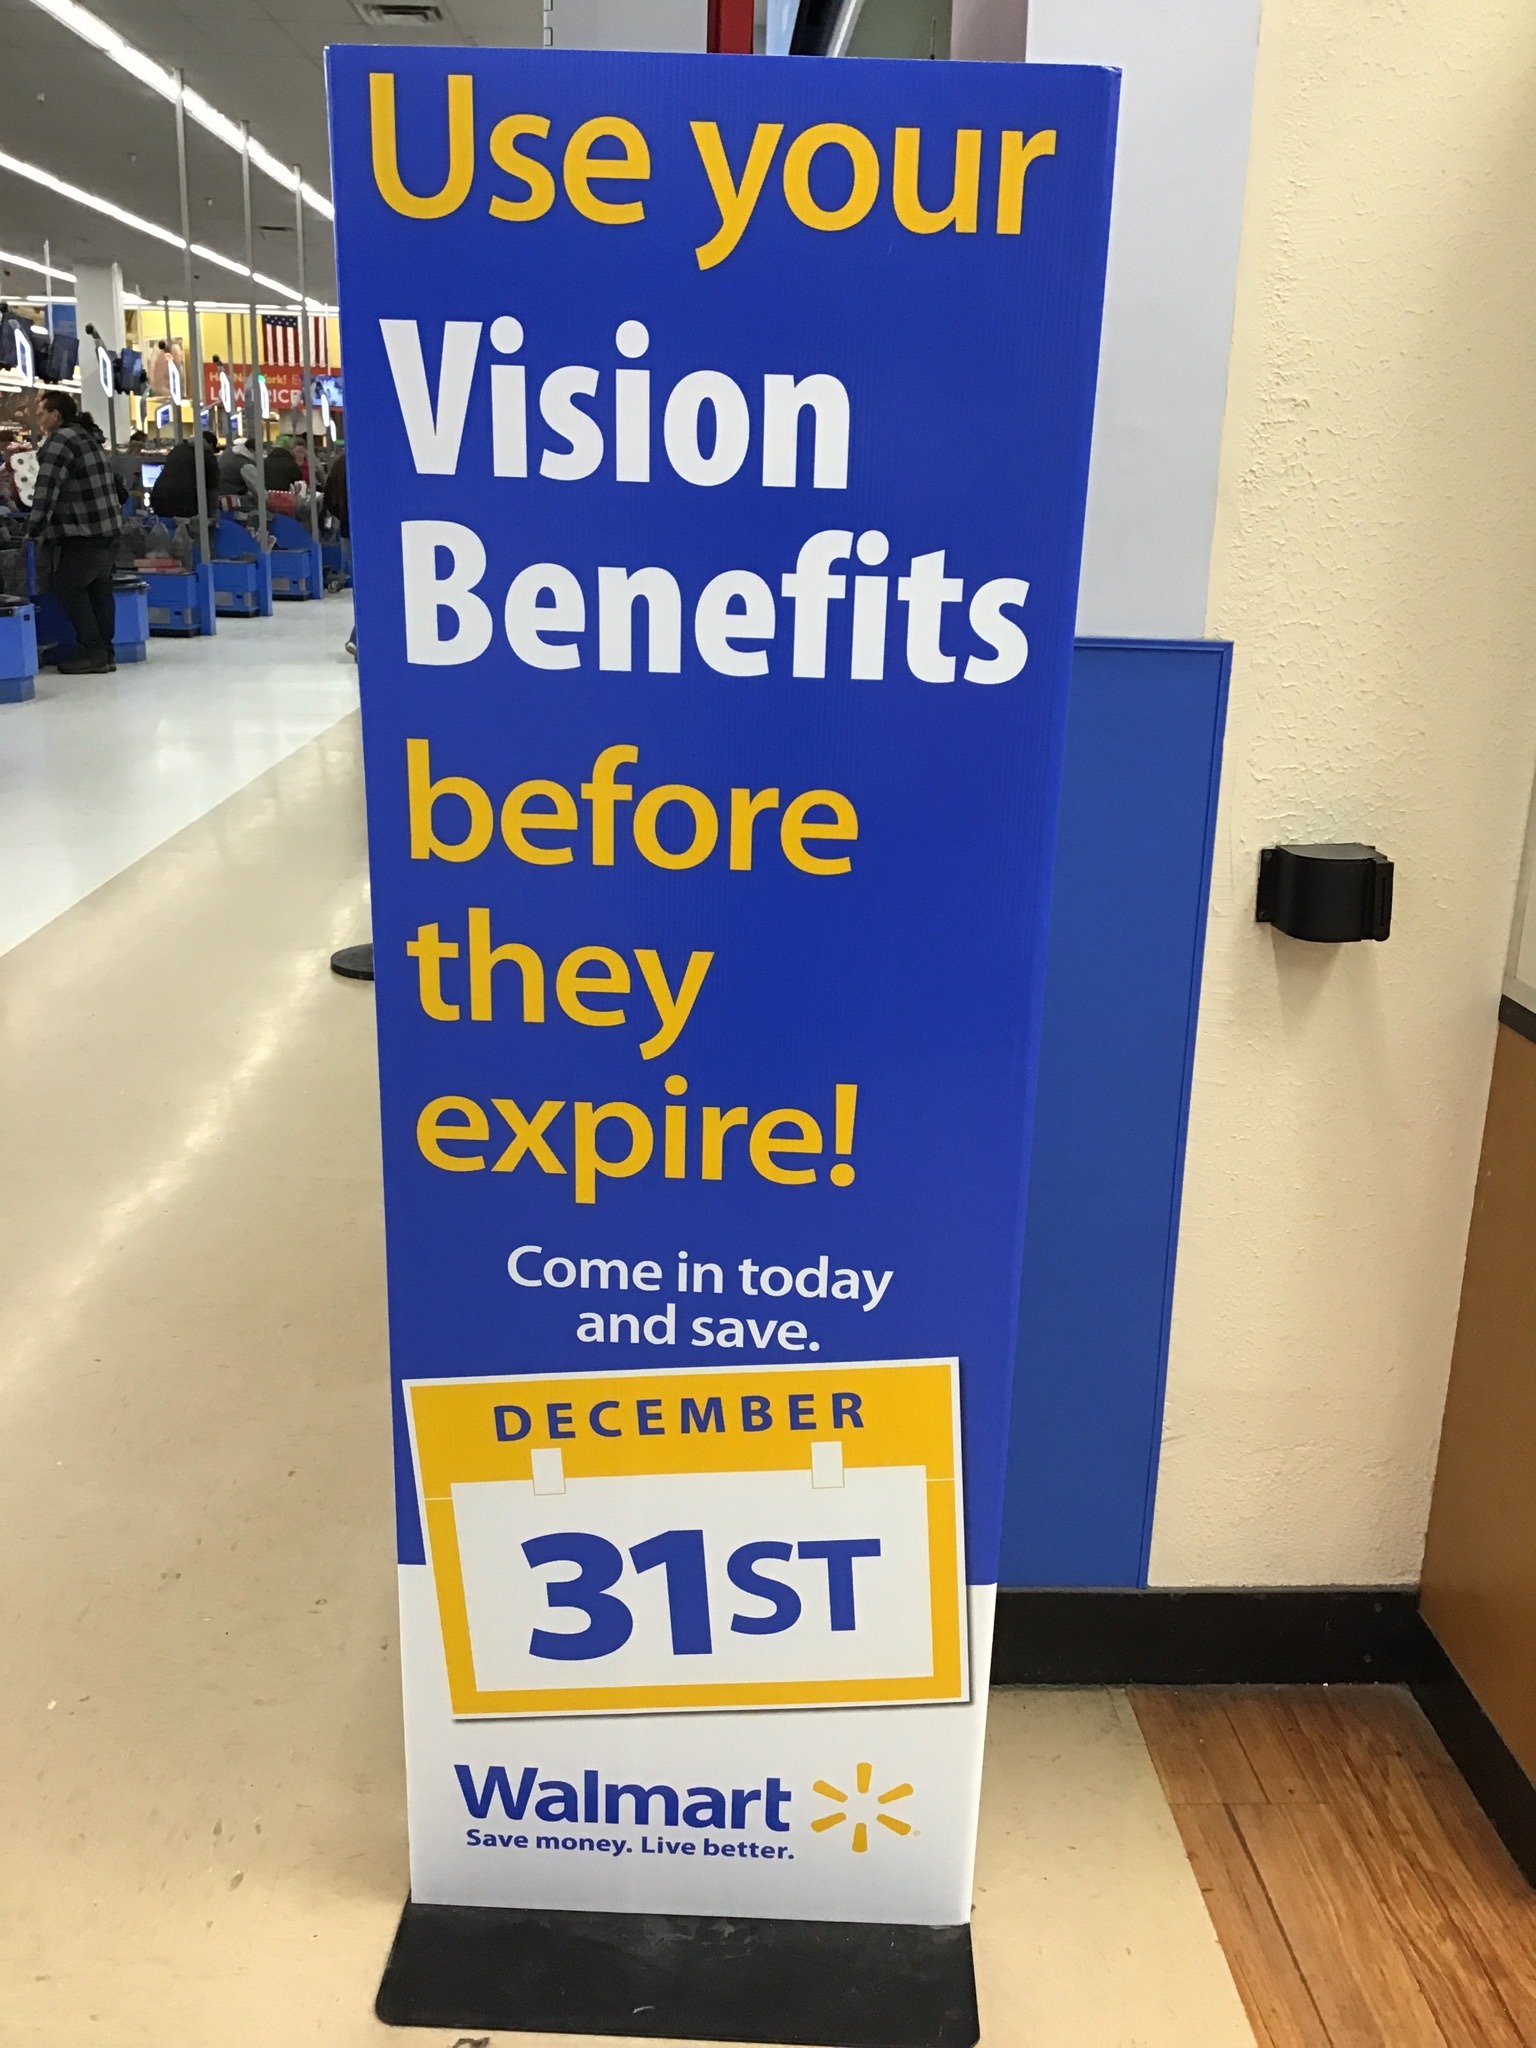 Use your
Vision
Benefits
before
they
expire!
Come in today
and save.
DECEMBER
31ST
Walmart
Save money. Live better.